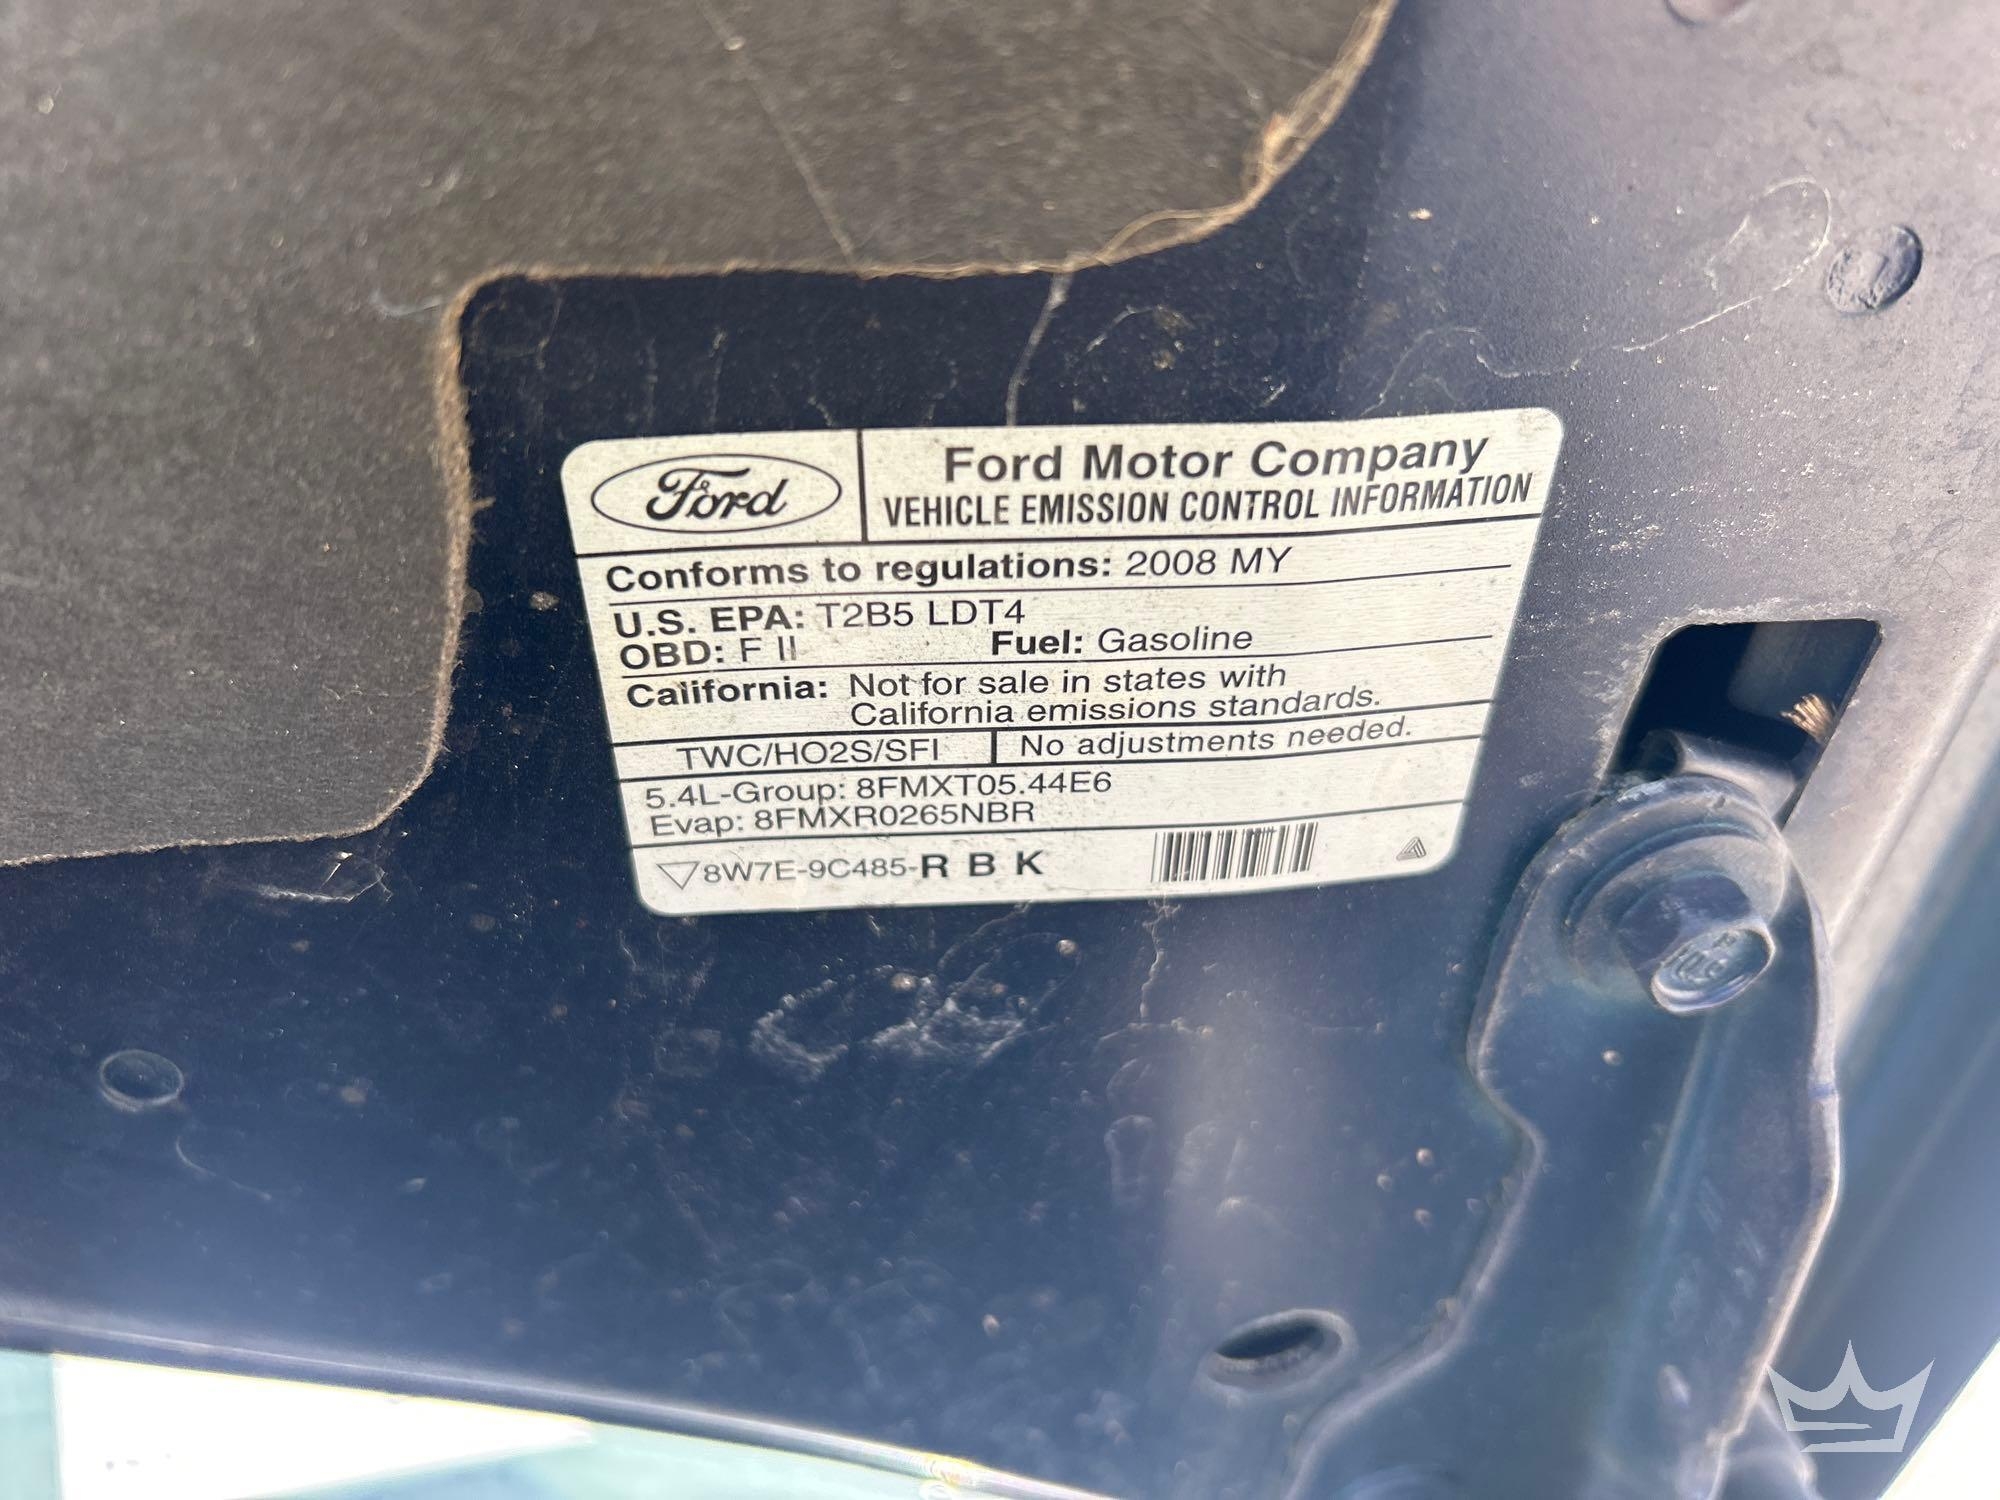 Ford
Ford Motor Company
VEHICLE EMISSION CONTROL INFORMATION
Conforms to regulations: 2008 MY
U.S. EPA: T2B5 LDT4
OBD: F II Fuel: Gasoline
California: Not for sale in states with
California emissions standards.
TWC/HO2S/SFI No adjustments needed.
5.4L-Group: 8FMXT05.44E6
Evap: 8FMXR0265NBR
8W7E-9C485-R B K